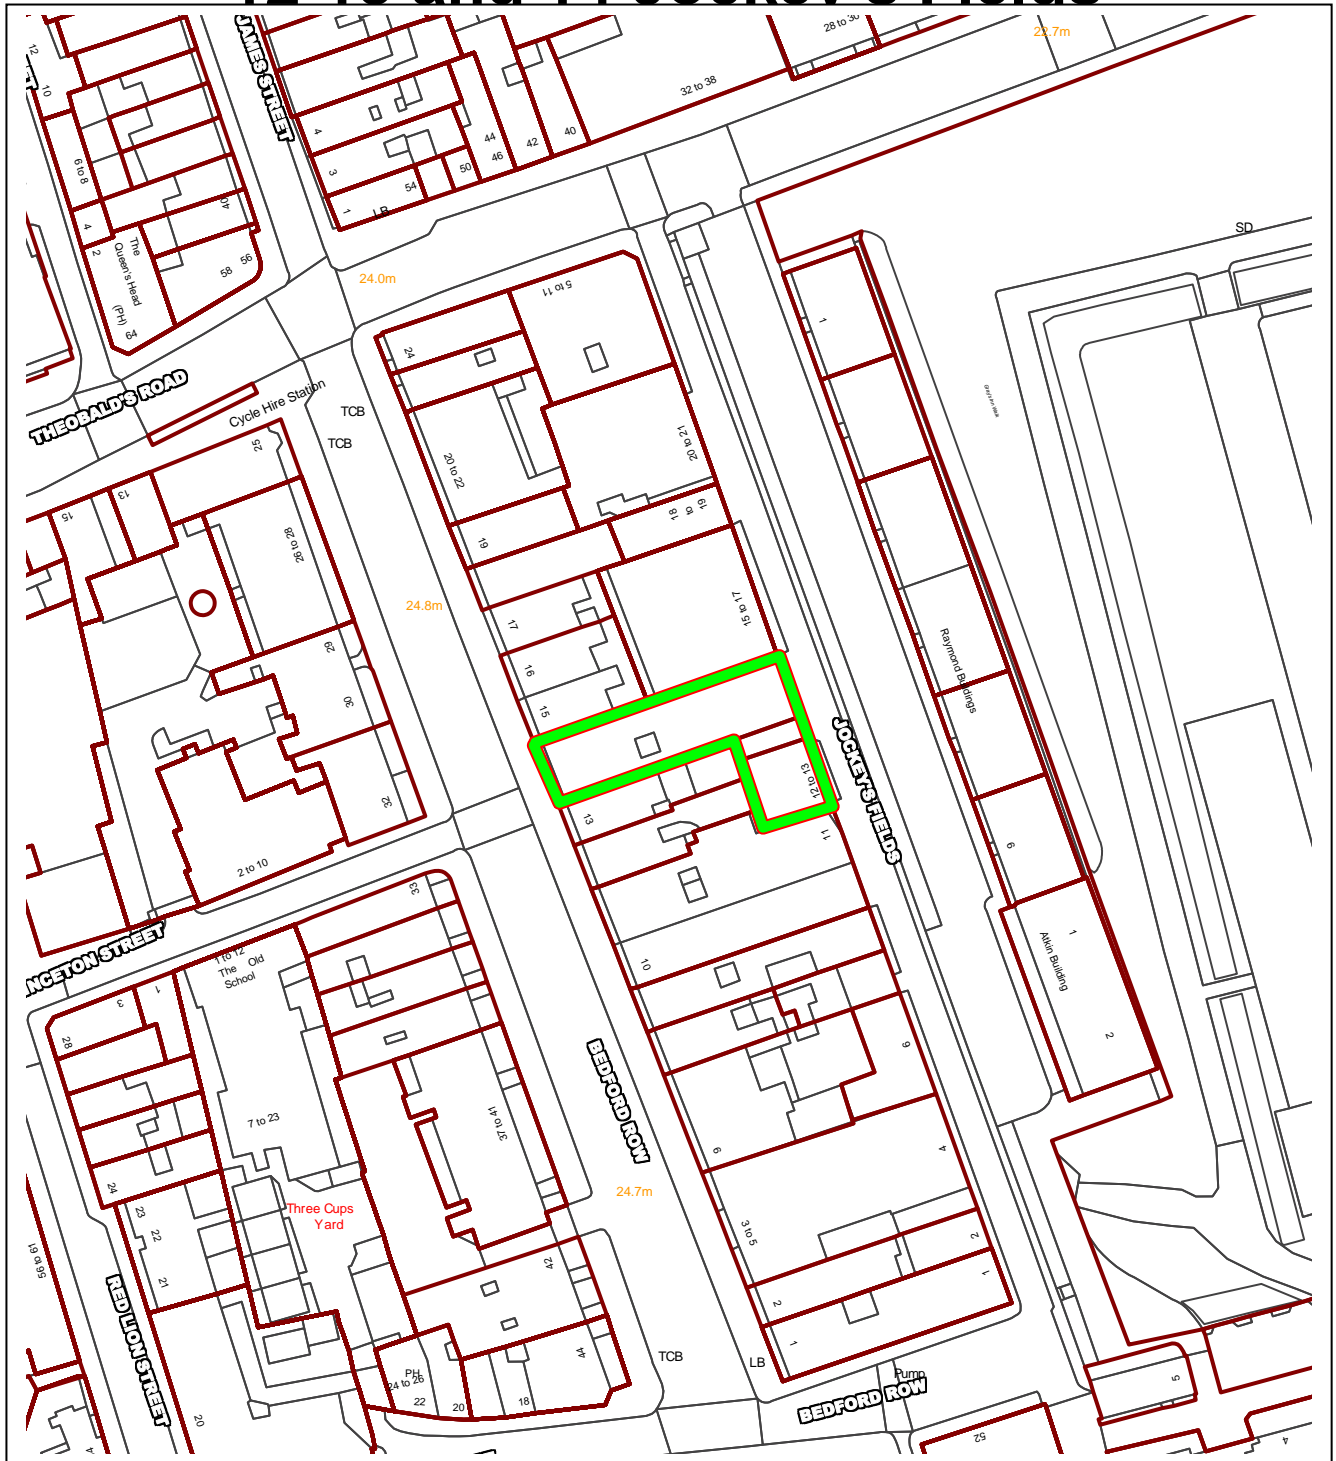 JAMES STREET
28 to 30
22.7m
32 to 38
12
10
6 to 8
4
2
4
3
1
54
50
44
46
42
40
LB
40
56
58
The
Queen's Head
(PH)
64
24.0m
SD
THEOBALD'S ROAD
Cycle Hire Station
TCB
TCB
24
5 to 11
1
25
13
15
26 to 28
20 to 22
20 to 21
19
18
to
19
24.8m
17
15 to 17
16
15
29
30
32
2 to 10
Raymond Buildings
JOCKEY'S FIELDS
12 to 13
13
11
6
10
33
1 to 12
The Old
School
3
1
28
Atkin Building
1
2
9
BEDFORD ROW
7 to 23
37 to 41
4
6
24
23
22
21
Three Cups
Yard
24.7m
3 to 5
2
1
2
1
56 to 61
RED LION STREET
42
44
20
PH
24 to 26
22
20
18
TCB
LB
Pump
BEDFORD ROW
5
52
4